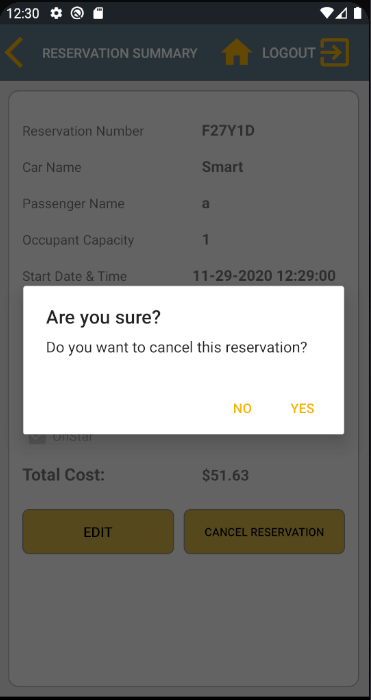 12:30
RESERVATION SUMMARY LOGOUT
Reservation Number F27Y1D
Car Name Smart
Passenger Name a
Occupant Capacity 1
Start Date & Time 11-29-2020 12:29:00
Are you sure?
Do you want to cancel this reservation?
NO YES
OnStar
Total Cost: $51.63
EDIT CANCEL RESERVATION